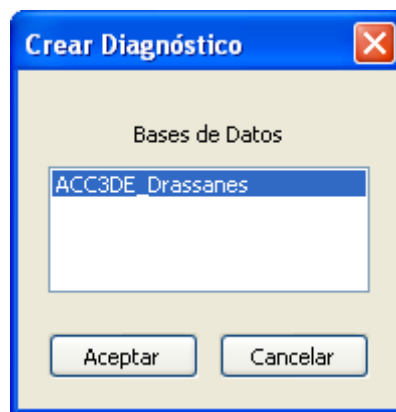 Crear Diagnóstico
Bases de Datos
ACC3DE_Drassanes
Aceptar Cancelar